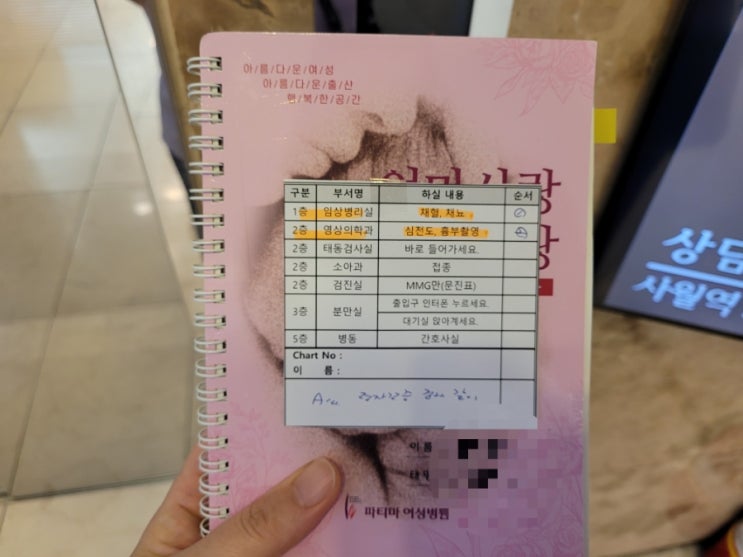 아/름/다/운/여/성
아/름/다/운/출/산
행/복/한/공/간
구분 부서명 하실 내용 순서
1층 임상병리실 채혈, 채뇨
2층 영상의학과 심전도, 흉부촬영
2층 태동검사실 바로 들어가세요.
2층 소아과 접종
2층 검진실 MMG만(문진표)
3층 분만실 출입구 인터폰 누르세요.
대기실 앉아계세요.
5층 병동 간호사실
Chart No :
이 름 :
이 름
파티마 여성병원
상담
사월역